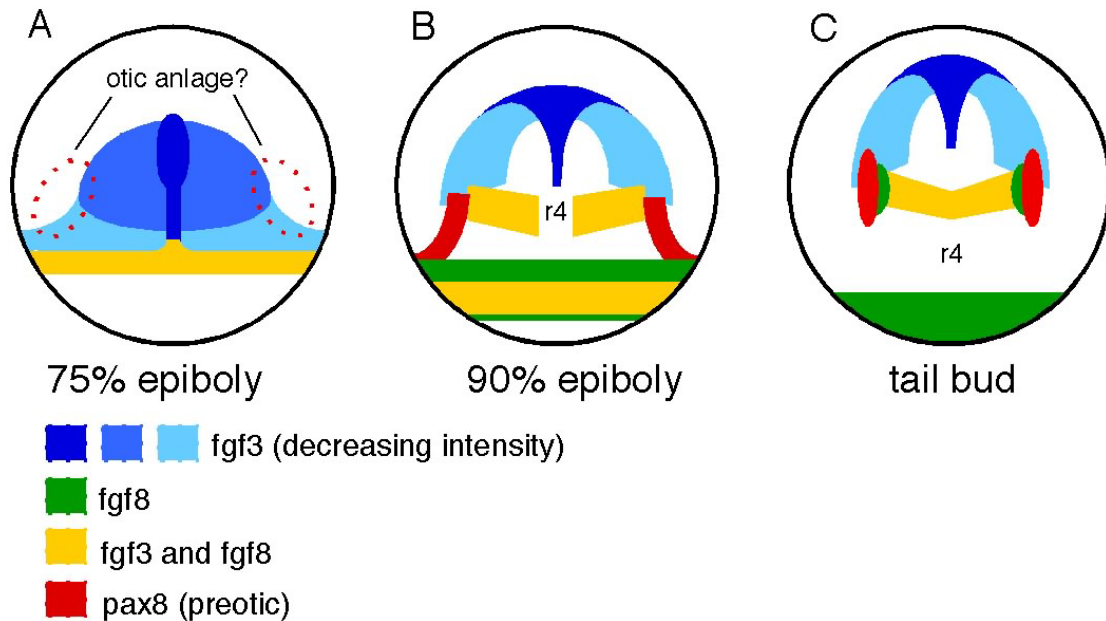 A
B
C
otic anlage?
r4
r4
75% epiboly
90% epiboly
tail bud
fgf3 (decreasing intensity)
fgf8
fgf3 and fgf8
pax8 (preotic)